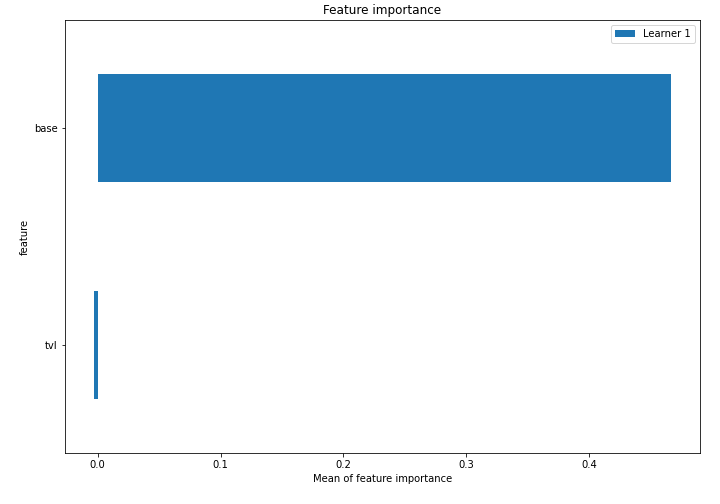 Feature importance
Learner 1
base
feature
tvl
0.0 0.1 0.2 0.3 0.4
Mean of feature importance